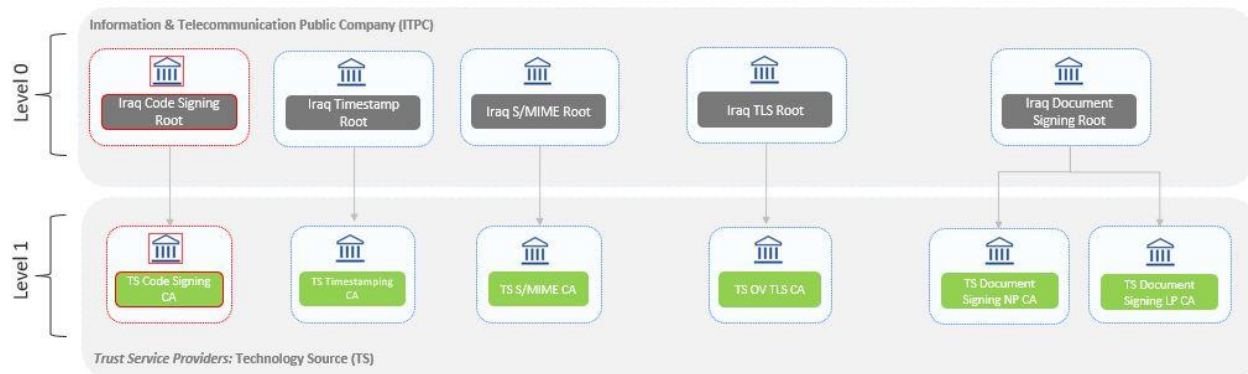 Information & Telecommunication Public Company (ITPC)
Level 0
Iraq Code Signing
Root
Iraq Timestamp
Root
Iraq S/MIME Root
Iraq TLS Root
Iraq Document
Signing Root
Level 1
TS Code Signing
CA
TS Timestamping
CA
TS S/MIME CA
TS OV TLS CA
TS Document
Signing NP CA
TS Document
Signing LP CA
Trust Service Providers: Technology Source (TS)